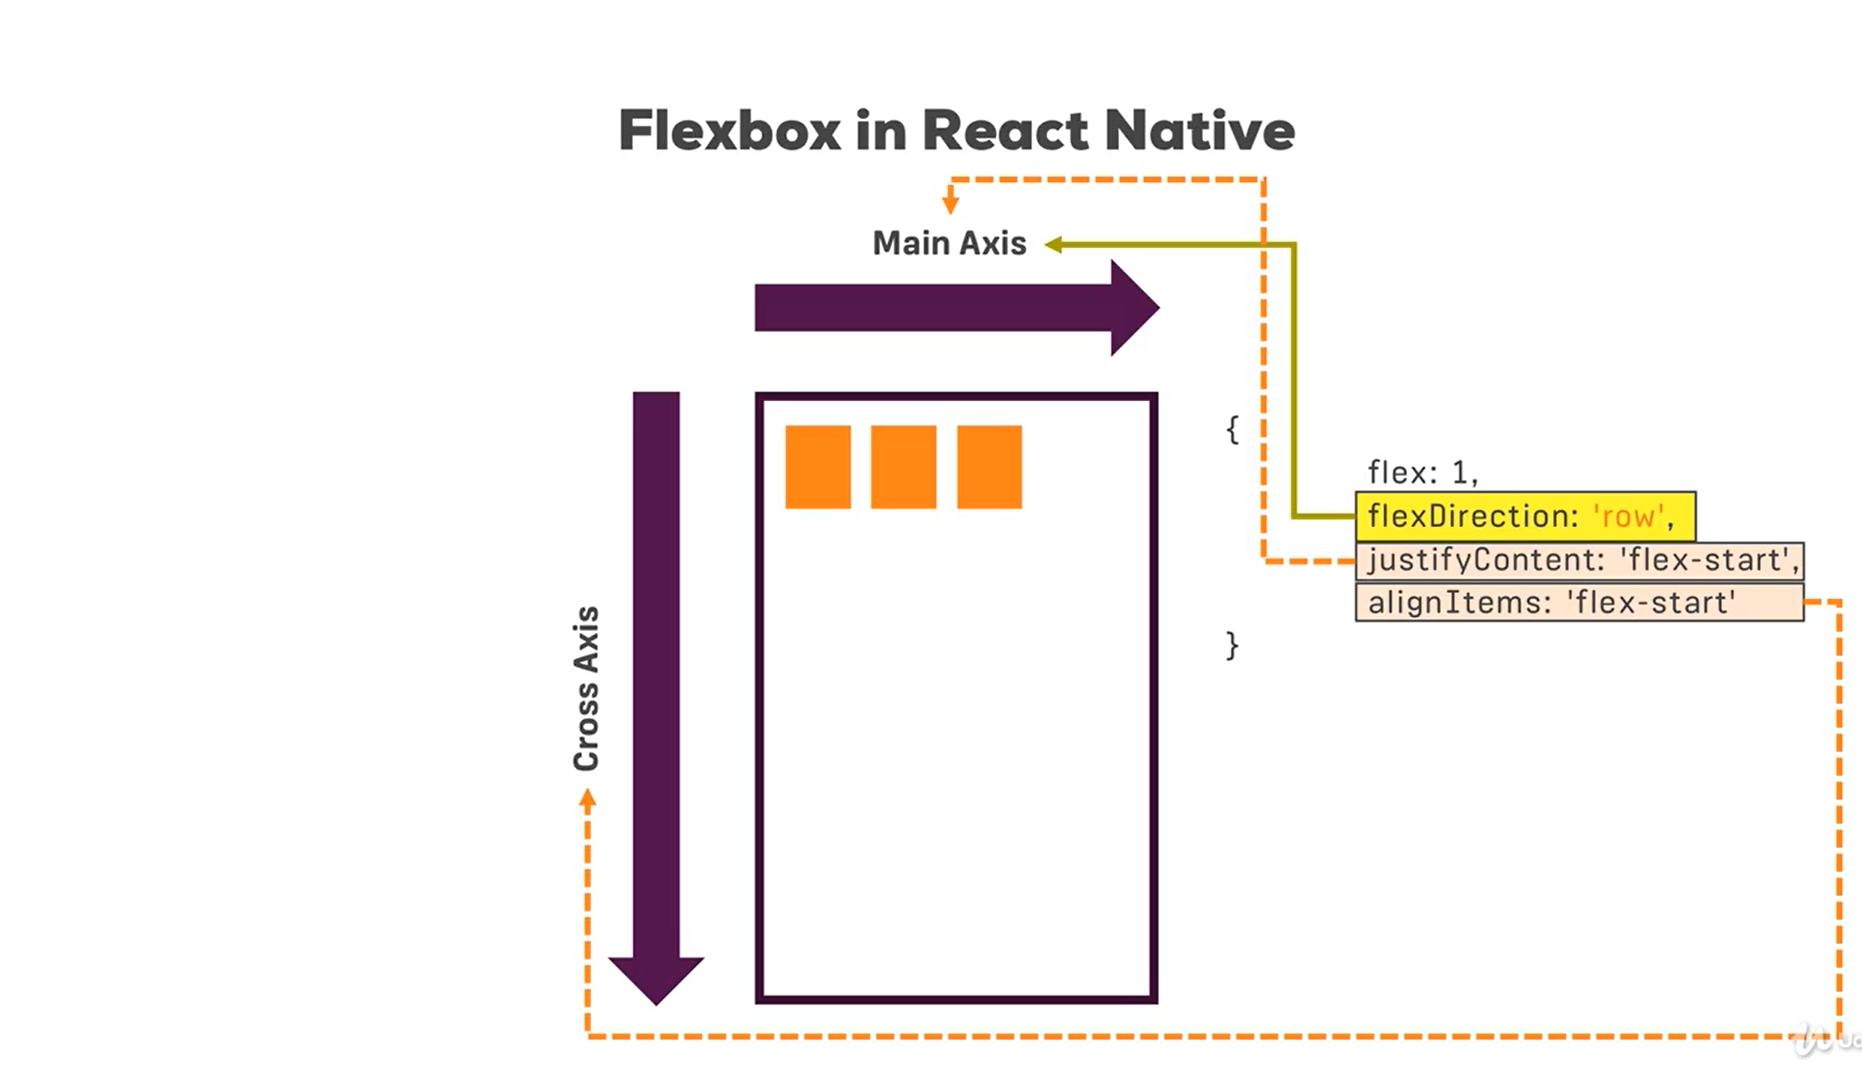 Flexbox in React Native
Main Axis
Cross Axis
{
flex: 1,
flexDirection: 'row',
justifyContent: 'flex-start',
alignItems: 'flex-start'
}